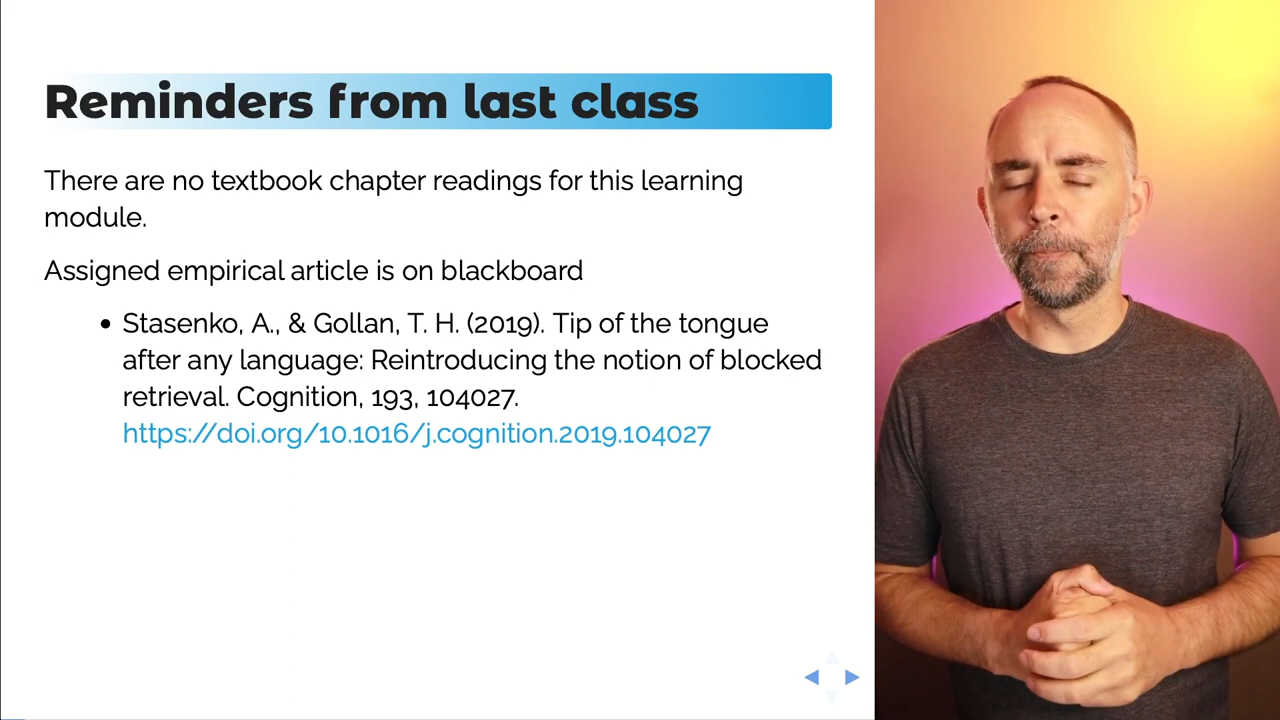 Reminders from last class
There are no textbook chapter readings for this learning
module.
Assigned empirical article is on blackboard
• Stasenko, A., & Gollan, T. H. (2019). Tip of the tongue
after any language: Reintroducing the notion of blocked
retrieval. Cognition, 193, 104027.
https://doi.org/10.1016/j.cognition.2019.104027